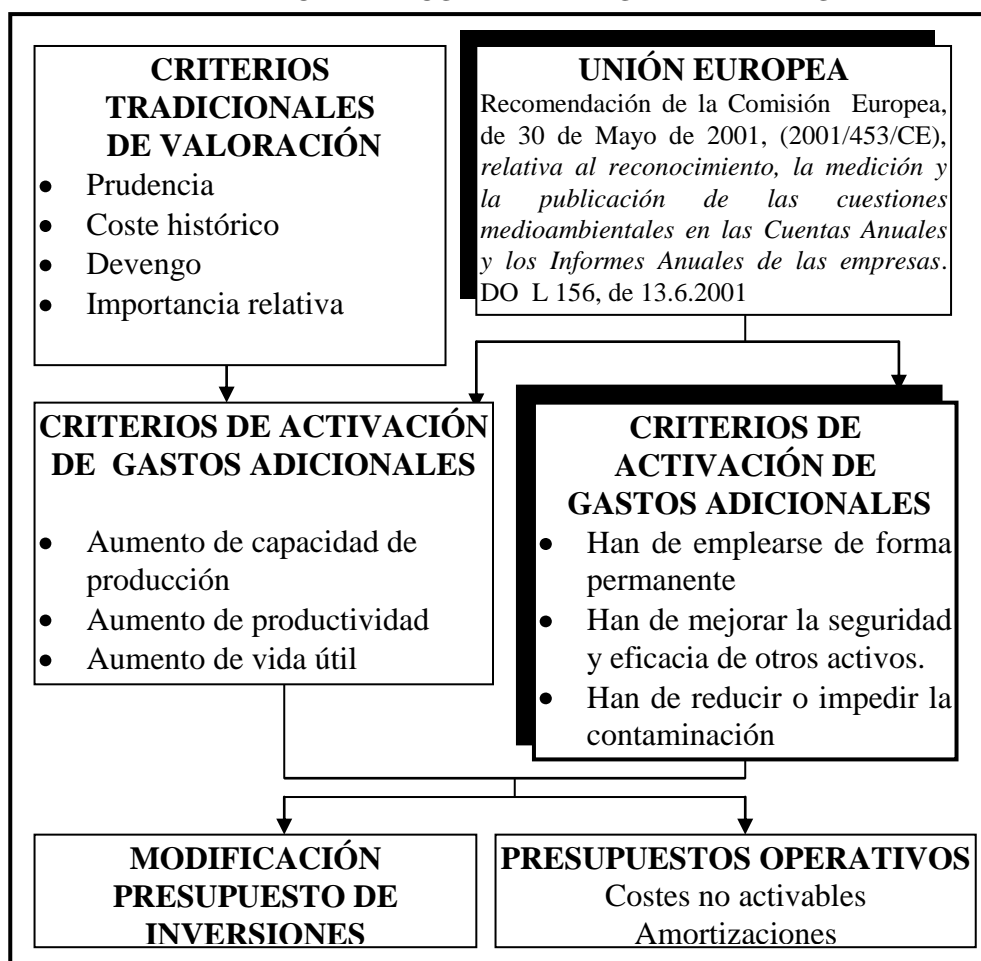 CRITERIOS
TRADICIONALES
DE VALORACIÓN
• Prudencia
• Coste histórico
• Devengo
• Importancia relativa
UNIÓN EUROPEA
Recomendación de la Comisión Europea,
de 30 de Mayo de 2001, (2001/453/CE),
relativa al reconocimiento, la medición y
la publicación de las cuestiones
medioambientales en las Cuentas Anuales
y los Informes Anuales de las empresas.
DO L 156, de 13.6.2001
CRITERIOS DE ACTIVACIÓN
DE GASTOS ADICIONALES
• Aumento de capacidad de
producción
• Aumento de productividad
• Aumento de vida útil
CRITERIOS DE
ACTIVACIÓN DE
GASTOS ADICIONALES
• Han de emplearse de forma
permanente
• Han de mejorar la seguridad
y eficacia de otros activos.
• Han de reducir o impedir la
contaminación
MODIFICACIÓN
PRESUPUESTO DE
INVERSIONES
PRESUPUESTOS OPERATIVOS
Costes no activables
Amortizaciones